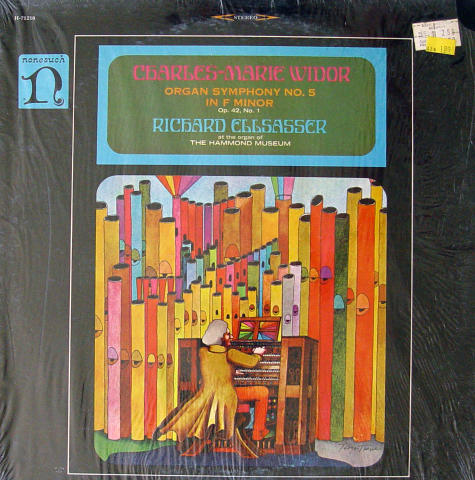 H-71210
STEREO
nonesuch
n
CHARLES-MARIE WIDOR
ORGAN SYMPHONY NO. 5
IN F MINOR
Op. 42, No. 1
RICHARD ELLSASSER
at the organ of
THE HAMMOND MUSEUM